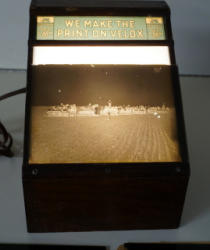 WE MAKE THE
PRINT ON VELOX